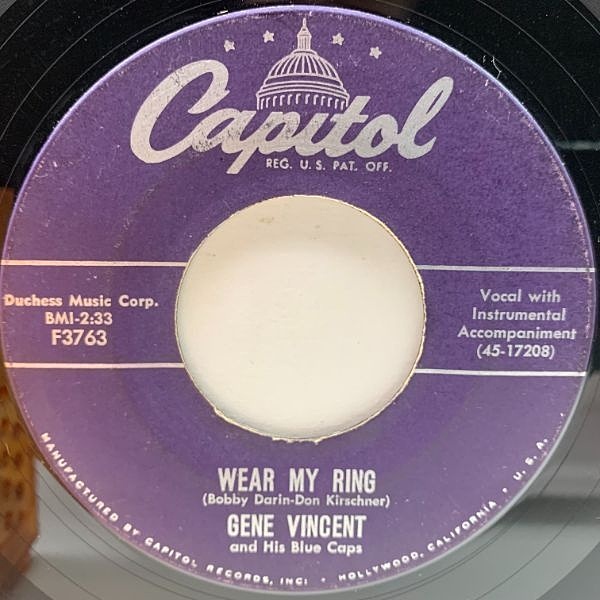 Capitol
REG. U. S. PAT. OFF.
Duchess Music Corp.
BMI-2:33
F3763
Vocal with
Instrumental
Accompaniment
(45-17208)
WEAR MY RING
(Bobby Darin-Don Kirschner)
GENE VINCENT
and His Blue Caps
MANUFACTURED BY CAPITOL RECORDS, INC. • HOLLYWOOD, CALIFORNIA • U. S. A.